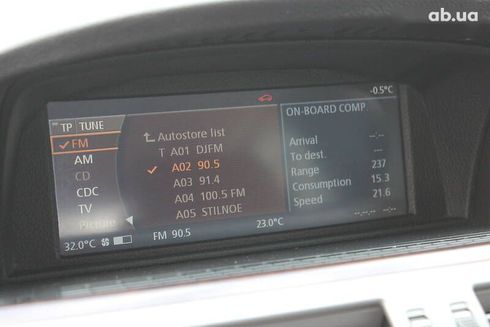 ab.ua
-0.5°C
TP TUNE
FM
AM
CD
CDC
TV
Picture
Autostore list
T A01 DJFM
A02 90.5
A03 91.4
A04 100.5 FM
A05 STILNOE
ON-BOARD COMP
Arrival --:--
To dest. ---
Range 237
Consumption 15.3
Speed 21.6
32.0°C
FM 90.5
23.0°C
--.--.-- --:--